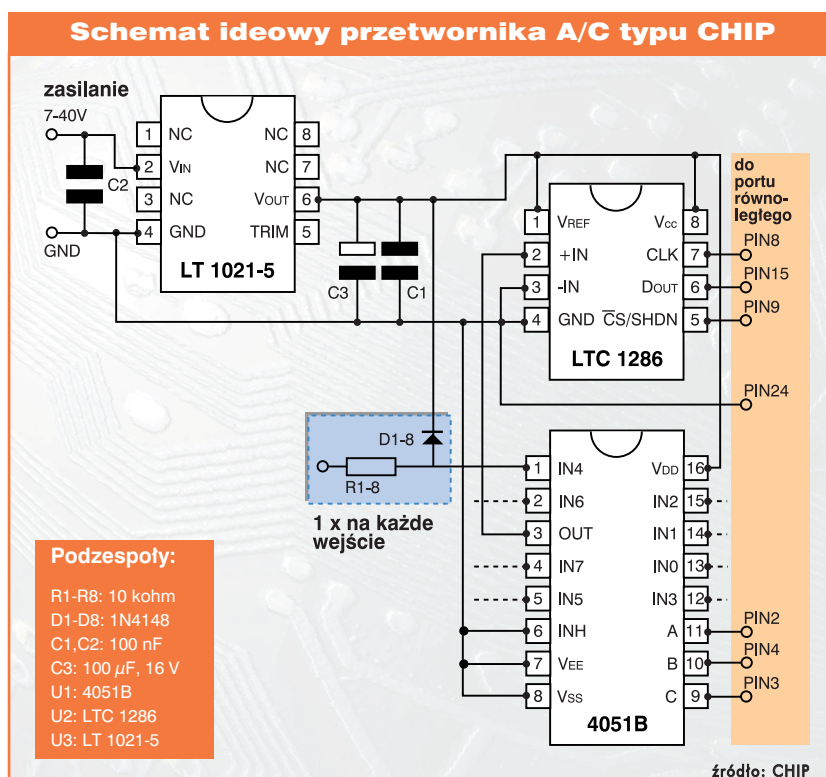 Schemat ideowy przetwornika A/C typu CHIP
zasilanie
7-40V
C2
GND
1 NC NC 8
2 VIN NC 7
3 NC VOUT 6
4 GND TRIM 5
LT 1021-5
C3 C1
do
portu
równo-
ległego
1 VREF Vcc 8
2 +IN CLK 7
3 -IN DOUT 6
4 GND C̅S/SHDN 5
LTC 1286
PIN8
PIN15
PIN9
PIN24
D1-8
R1-8
1 x na każde
wejście
1 IN4 VDD 16
2 IN6 IN2 15
3 OUT IN1 14
4 IN7 IN0 13
5 IN5 IN3 12
6 INH A 11
7 VEE B 10
8 VSS C 9
4051B
PIN2
PIN4
PIN3
Podzespoły:
R1-R8: 10 kohm
D1-D8: 1N4148
C1,C2: 100 nF
C3: 100 µF, 16 V
U1: 4051B
U2: LTC 1286
U3: LT 1021-5
źródło: CHIP